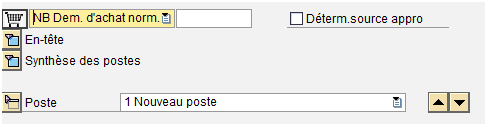 NB Dem. d'achat norm. Déterm.source appro
En-tête
Synthèse des postes
Poste 1 Nouveau poste